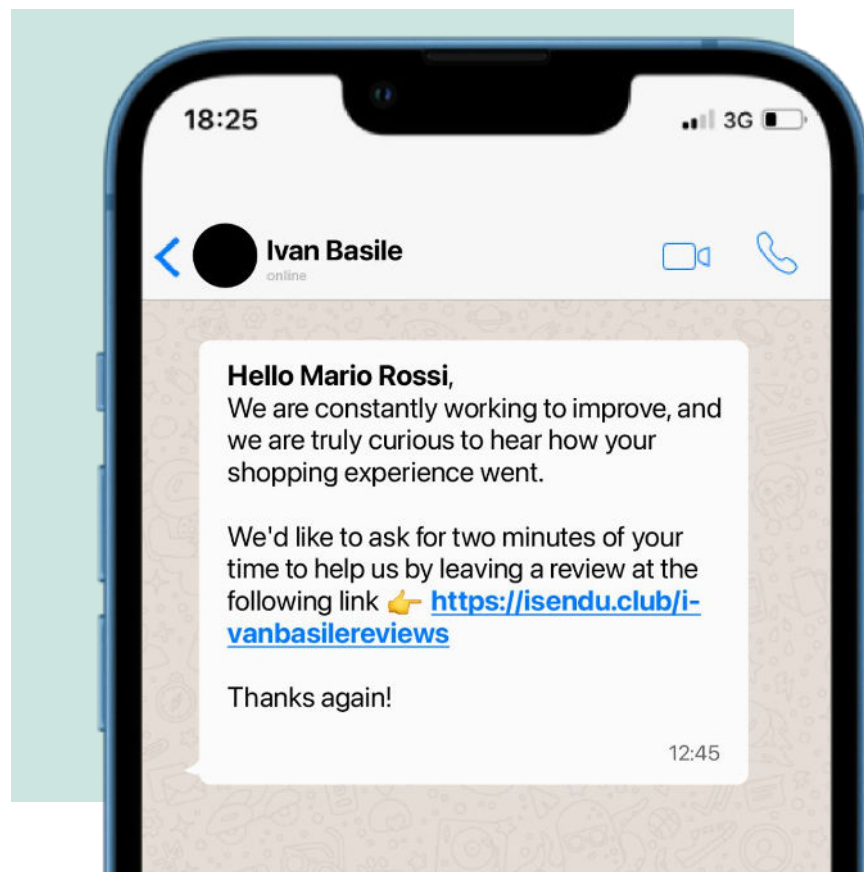 18:25
3G
Ivan Basile
online
Hello Mario Rossi,
We are constantly working to improve, and
we are truly curious to hear how your
shopping experience went.
We'd like to ask for two minutes of your
time to help us by leaving a review at the
following link 👉 https://isendu.club/i-
vanbasilereviews
Thanks again!
12:45